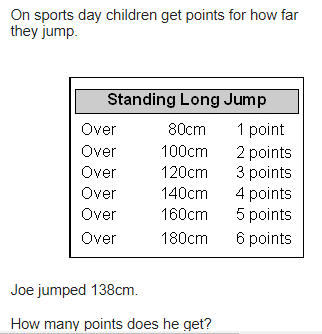 On sports day children get points for how far
they jump.
Standing Long Jump
Over 80cm 1 point
Over 100cm 2 points
Over 120cm 3 points
Over 140cm 4 points
Over 160cm 5 points
Over 180cm 6 points
Joe jumped 138cm.
How many points does he get?